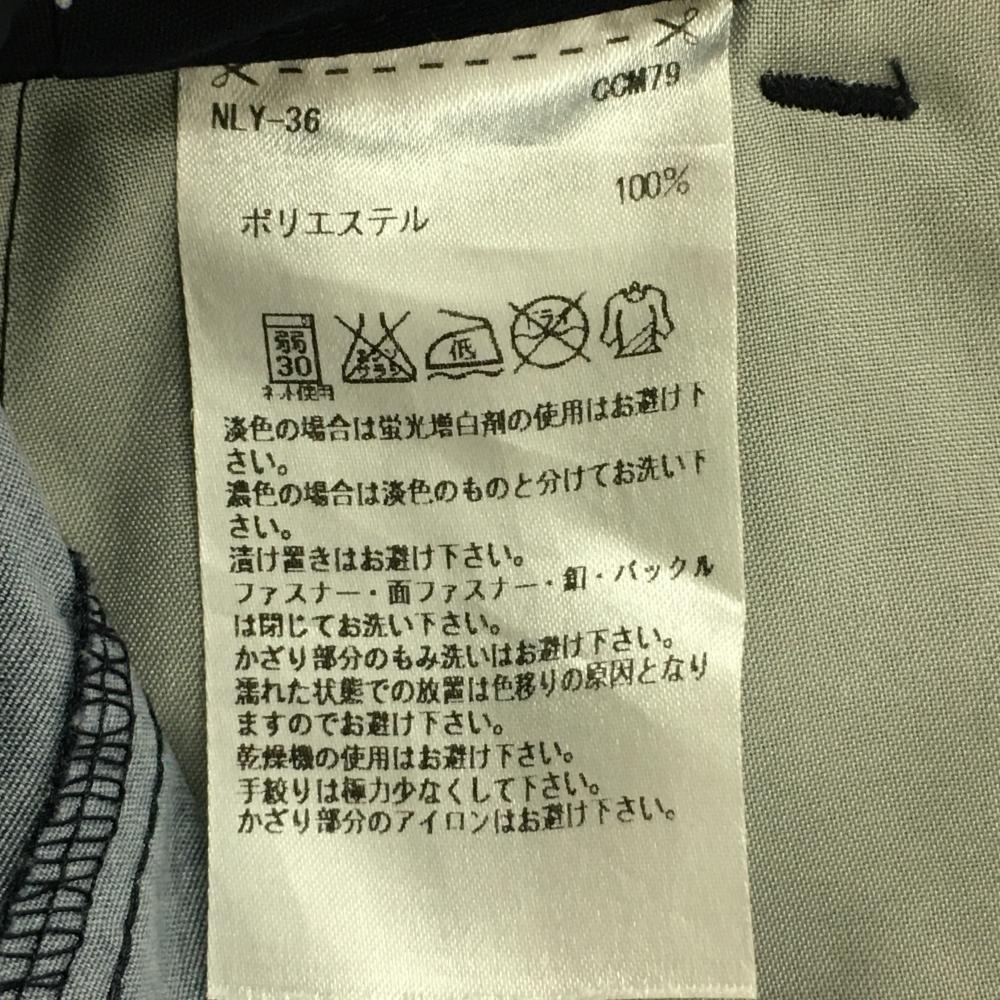 NLY-36 CCM79
ポリエステル 100%
弱
30
ネット使用
エンソ
サラシ
低
ドライ
淡色の場合は蛍光増白剤の使用はお避け下
さい。
濃色の場合は淡色のものと分けてお洗い下
さい。
漬け置きはお避け下さい。
ファスナー・面ファスナー・釦・バックル
は閉じてお洗い下さい。
かざり部分のもみ洗いはお避け下さい。
濡れた状態での放置は色移りの原因となり
ますのでお避け下さい。
乾燥機の使用はお避け下さい。
手絞りは極力少なくして下さい。
かざり部分のアイロンはお避け下さい。